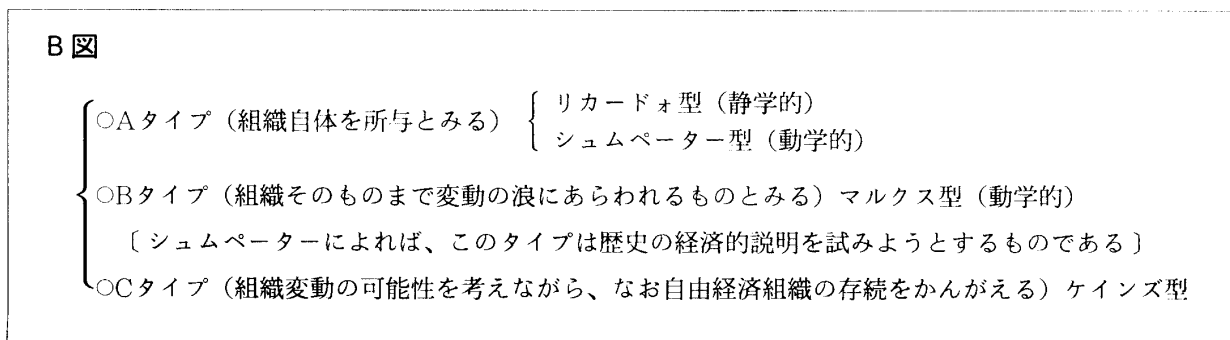 B図
○Aタイプ（組織自体を所与とみる） リカードォ型（静学的）
シュムペーター型（動学的）
○Bタイプ（組織そのものまで変動の浪にあらわれるものとみる）マルクス型（動学的）
〔シュムペーターによれば、このタイプは歴史の経済的説明を試みようとするものである〕
○Cタイプ（組織変動の可能性を考えながら、なお自由経済組織の存続をかんがえる）ケインズ型